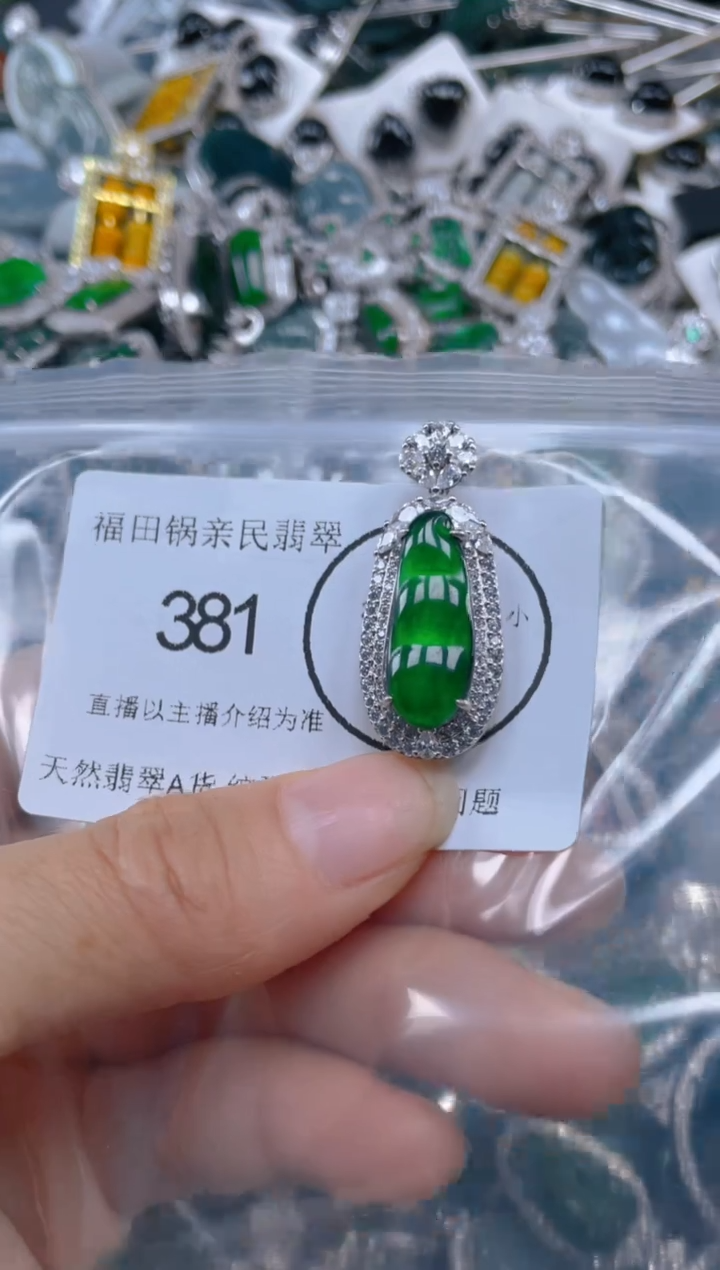 福田锅亲民翡翠
381
小
直播以主播介绍为准
天然翡翠A货 题